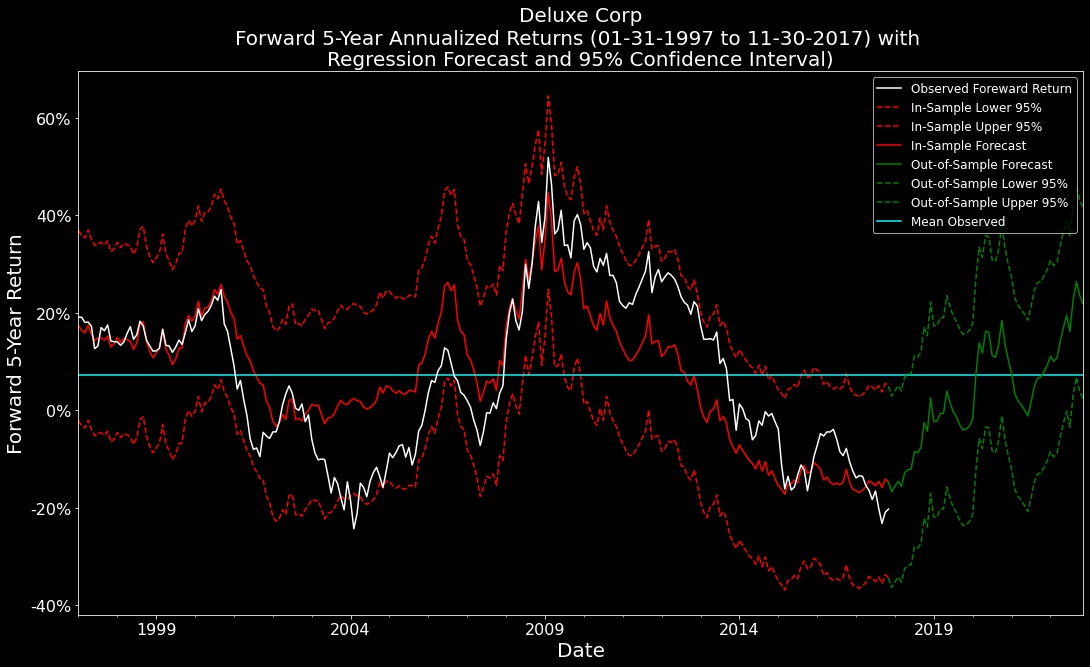 Deluxe Corp
Forward 5-Year Annualized Returns (01-31-1997 to 11-30-2017) with
Regression Forecast and 95% Confidence Interval)
Forward 5-Year Return
60%
40%
20%
0%
-20%
-40%
Observed Foreward Return
In-Sample Lower 95%
In-Sample Upper 95%
In-Sample Forecast
Out-of-Sample Forecast
Out-of-Sample Lower 95%
Out-of-Sample Upper 95%
Mean Observed
1999
2004
2009
2014
2019
Date